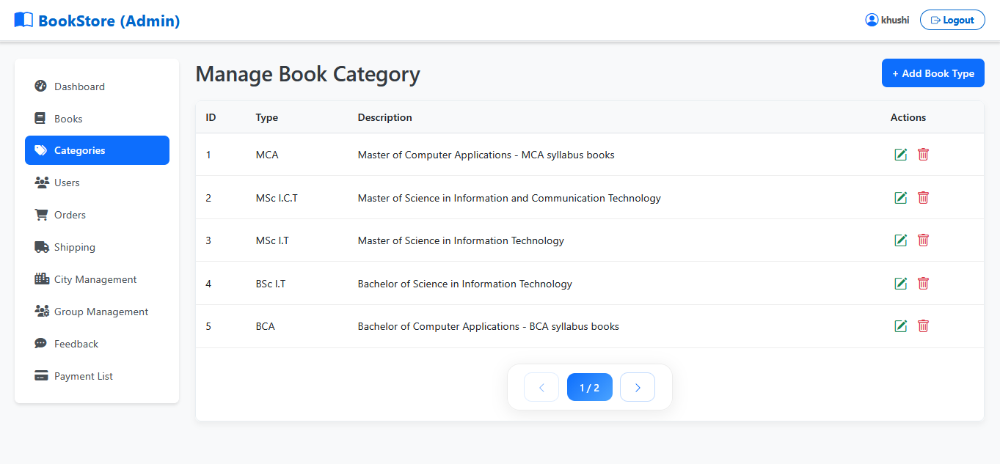 BookStore (Admin)
khushi
Logout
Dashboard
Books
Categories
Users
Orders
Shipping
City Management
Group Management
Feedback
Payment List
Manage Book Category
+ Add Book Type
ID Type Description Actions
1 MCA Master of Computer Applications - MCA syllabus books
2 MSc I.C.T Master of Science in Information and Communication Technology
3 MSc I.T Master of Science in Information Technology
4 BSc I.T Bachelor of Science in Information Technology
5 BCA Bachelor of Computer Applications - BCA syllabus books
1 / 2